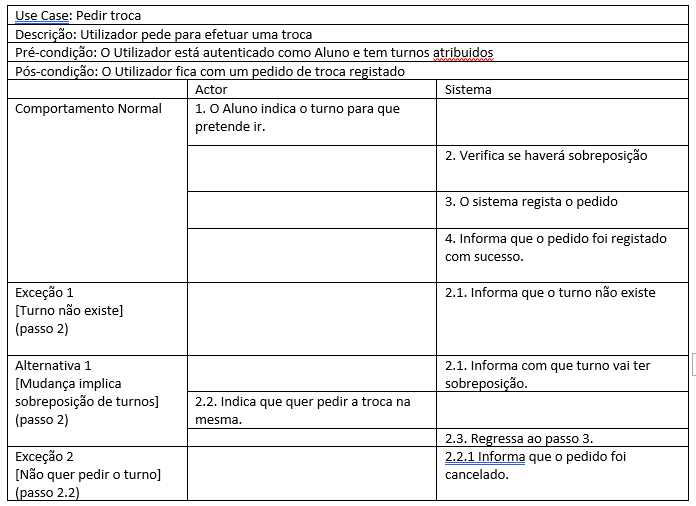 Use Case: Pedir troca
Descrição: Utilizador pede para efetuar uma troca
Pré-condição: O Utilizador está autenticado como Aluno e tem turnos atribuidos
Pós-condição: O Utilizador fica com um pedido de troca registado
Actor
Sistema
Comportamento Normal
1. O Aluno indica o turno para que
pretende ir.
2. Verifica se haverá sobreposição
3. O sistema regista o pedido
4. Informa que o pedido foi registado
com sucesso.
Exceção 1
[Turno não existe]
(passo 2)
2.1. Informa que o turno não existe
Alternativa 1
[Mudança implica
sobreposição de turnos]
(passo 2)
2.1. Informa com que turno vai ter
sobreposição.
2.2. Indica que quer pedir a troca na
mesma.
2.3. Regressa ao passo 3.
Exceção 2
[Não quer pedir o turno]
(passo 2.2)
2.2.1 Informa que o pedido foi
cancelado.